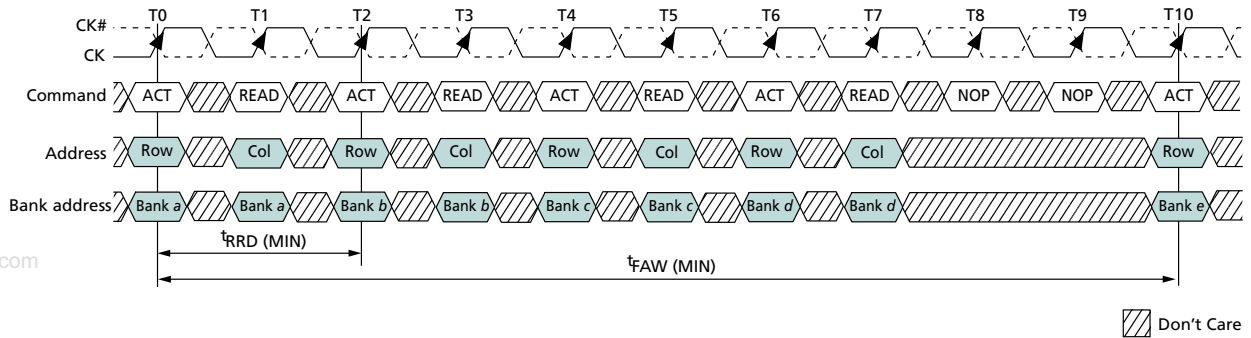 T0 T1 T2 T3 T4 T5 T6 T7 T8 T9 T10
CK#
CK
Command ACT READ ACT READ ACT READ ACT READ NOP NOP ACT
Address Row Col Row Col Row Col Row Col Row
Bank address Bank a Bank a Bank b Bank b Bank c Bank c Bank d Bank d Bank e
tRRD (MIN)
com
tFAW (MIN)
Don't Care